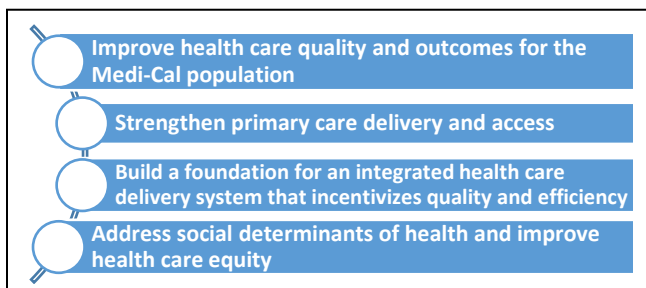 Improve health care quality and outcomes for the
Medi-Cal population
Strengthen primary care delivery and access
Build a foundation for an integrated health care
delivery system that incentivizes quality and efficiency
Address social determinants of health and improve
health care equity